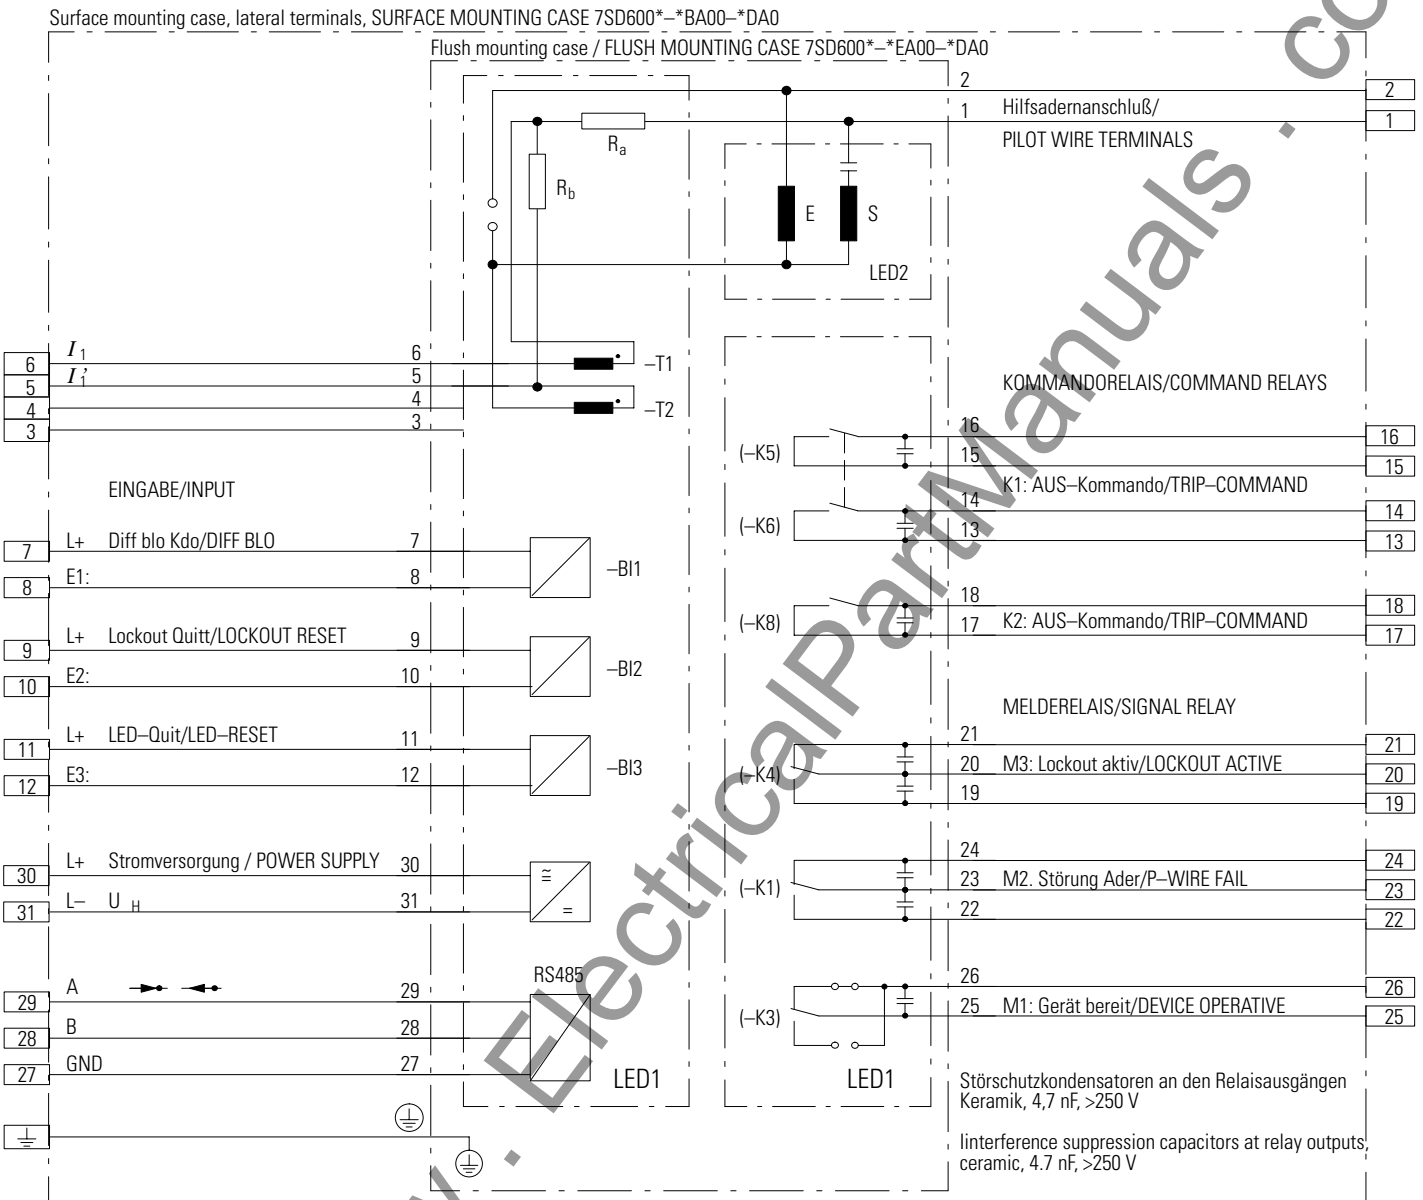 Surface mounting case, lateral terminals, SURFACE MOUNTING CASE 7SD600*–*BA00–*DA0
Flush mounting case / FLUSH MOUNTING CASE 7SD600*–*EA00–*DA0
2 2
1 Hilfsadernanschluß/ 1
PILOT WIRE TERMINALS
Ra
Rb
E S
LED2
6 I1 6 –T1
5 I'1 5
4 4 –T2
3 3
KOMMANDORELAIS/COMMAND RELAYS
(–K5) 16 16
15 15
K1: AUS–Kommando/TRIP–COMMAND
(–K6) 14 14
13 13
(–K8) 18 18
17 K2: AUS–Kommando/TRIP–COMMAND 17
EINGABE/INPUT
7 L+ Diff blo Kdo/DIFF BLO 7 –BI1
8 E1: 8
9 L+ Lockout Quitt/LOCKOUT RESET 9 –BI2
10 E2: 10
11 L+ LED–Quit/LED–RESET 11 –BI3
12 E3: 12
MELDERELAIS/SIGNAL RELAY
21 21
(–K4) 20 M3: Lockout aktiv/LOCKOUT ACTIVE 20
19 19
30 L+ Stromversorgung / POWER SUPPLY 30
31 L– U H 31
24 24
(–K1) 23 M2. Störung Ader/P–WIRE FAIL 23
22 22
RS485
29 A 29
28 B 28
27 GND 27
LED1
26 26
(–K3) 25 M1: Gerät bereit/DEVICE OPERATIVE 25
LED1
Störschutzkondensatoren an den Relaisausgängen
Keramik, 4,7 nF, >250 V
Iinterference suppression capacitors at relay outputs,
ceramic, 4.7 nF, >250 V
. ElectricalPartManuals . co